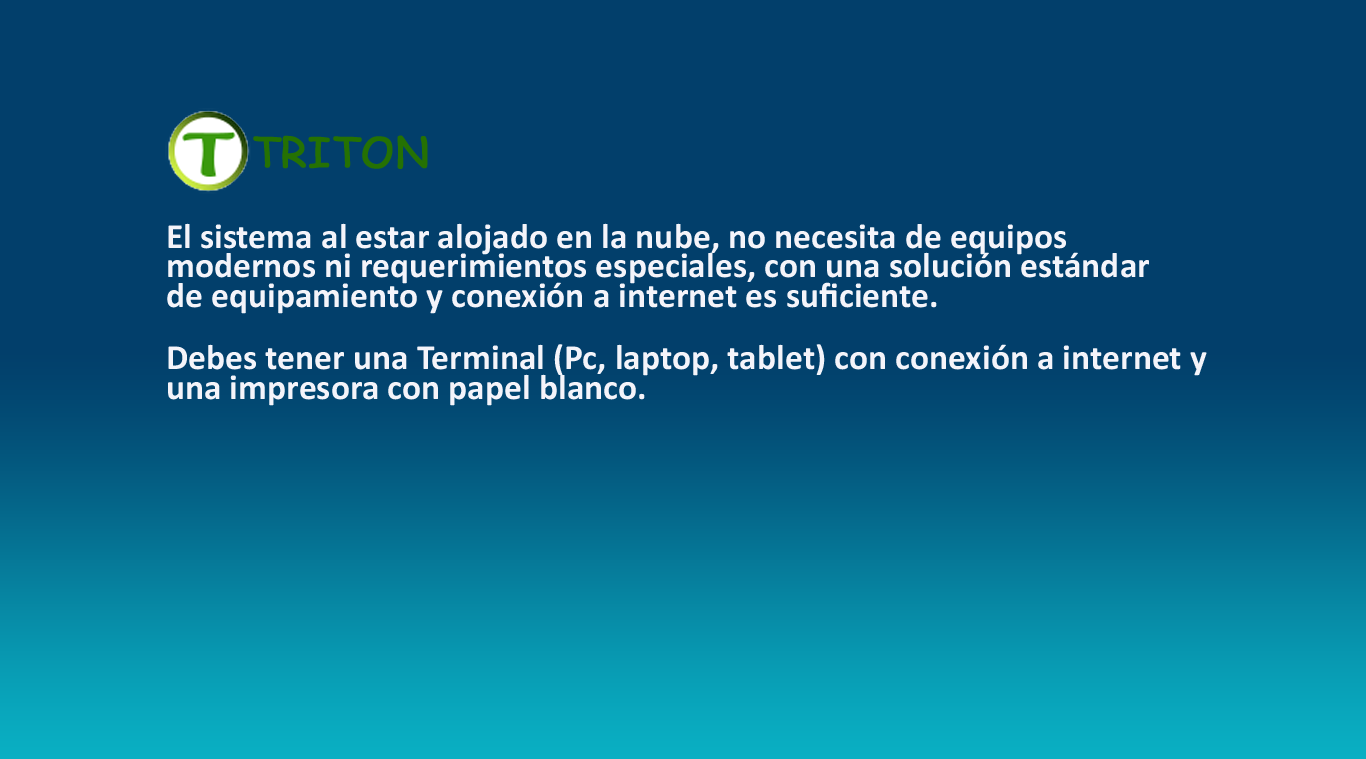 T TRITON
El sistema al estar alojado en la nube, no necesita de equipos
modernos ni requerimientos especiales, con una solución estándar
de equipamiento y conexión a internet es suficiente.
Debes tener una Terminal (Pc, laptop, tablet) con conexión a internet y
una impresora con papel blanco.